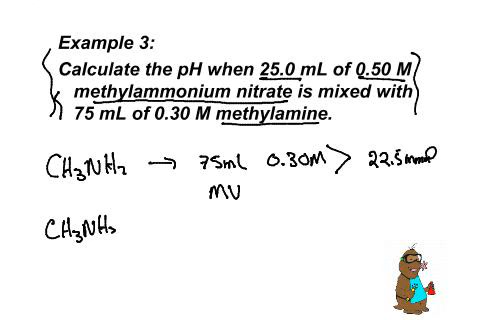 Example 3:
Calculate the pH when 25.0 mL of 0.50 M
methylammonium nitrate is mixed with
75 mL of 0.30 M methylamine.
CH3NH2 → 75mL 0.30M > 22.5mmol
MV
CH3NH3